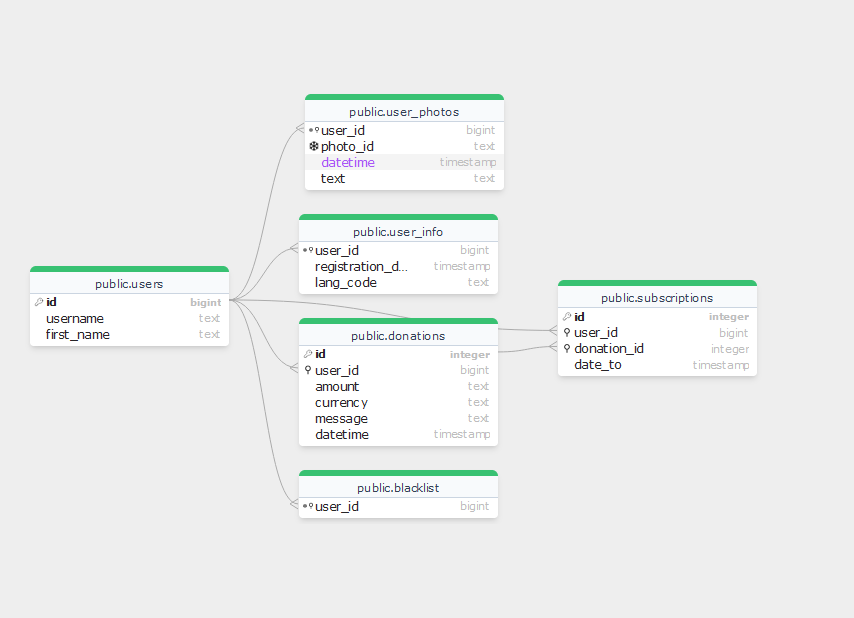 public.user_photos
user_id bigint
photo_id text
datetime timestamp
text text
public.user_info
user_id bigint
registration_d... timestamp
lang_code text
public.users
id bigint
username text
first_name text
public.subscriptions
id integer
user_id bigint
donation_id integer
date_to timestamp
public.donations
id integer
user_id bigint
amount text
currency text
message text
datetime timestamp
public.blacklist
user_id bigint